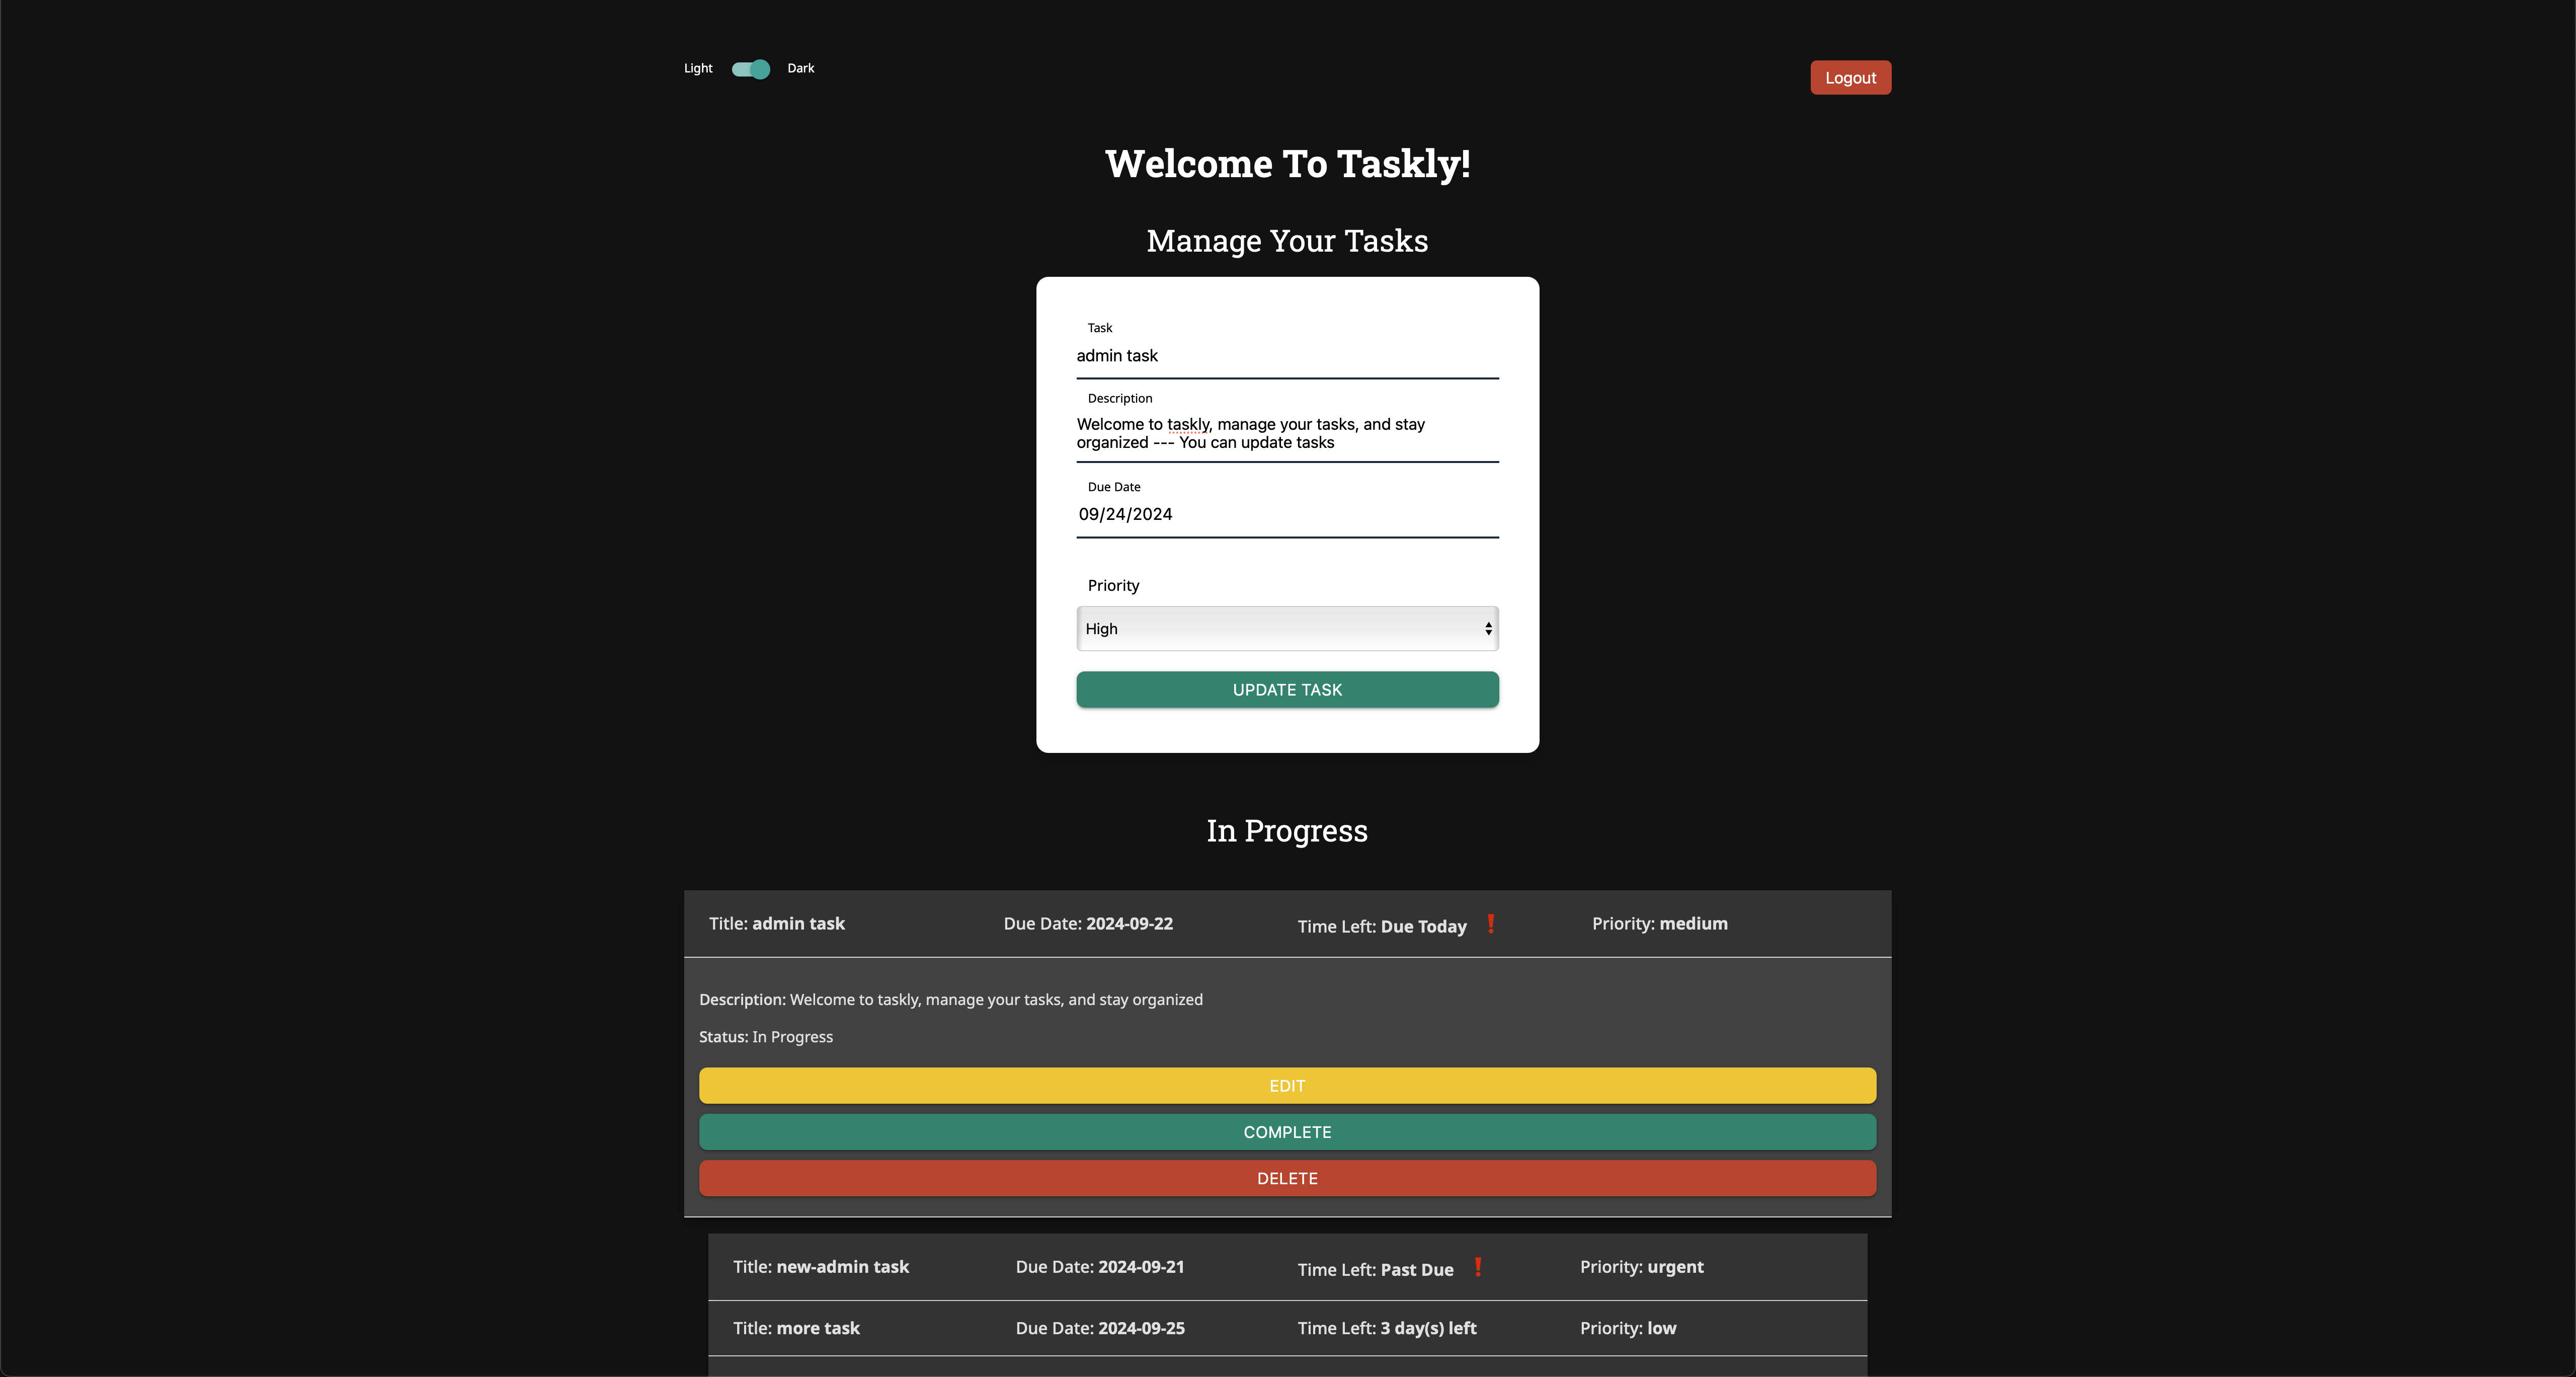 Light Dark Logout
Welcome To Taskly!
Manage Your Tasks
Task
admin task
Description
Welcome to taskly, manage your tasks, and stay
organized --- You can update tasks
Due Date
09/24/2024
Priority
High
UPDATE TASK
In Progress
Title: admin task Due Date: 2024-09-22 Time Left: Due Today ❗ Priority: medium
Description: Welcome to taskly, manage your tasks, and stay organized
Status: In Progress
EDIT
COMPLETE
DELETE
Title: new-admin task Due Date: 2024-09-21 Time Left: Past Due ❗ Priority: urgent
Title: more task Due Date: 2024-09-25 Time Left: 3 day(s) left Priority: low